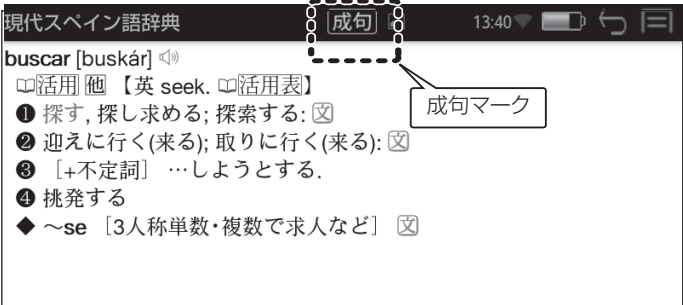 現代スペイン語辞典 成句 13:40
buscar [buskár]
活用 他 【英 seek. 活用表】
❶ 探す, 探し求める; 探索する: 文
❷ 迎えに行く(来る); 取りに行く(来る): 文
❸ [+不定詞] …しようとする.
❹ 挑発する
◆ ～se [3人称単数・複数で求人など] 文
成句マーク